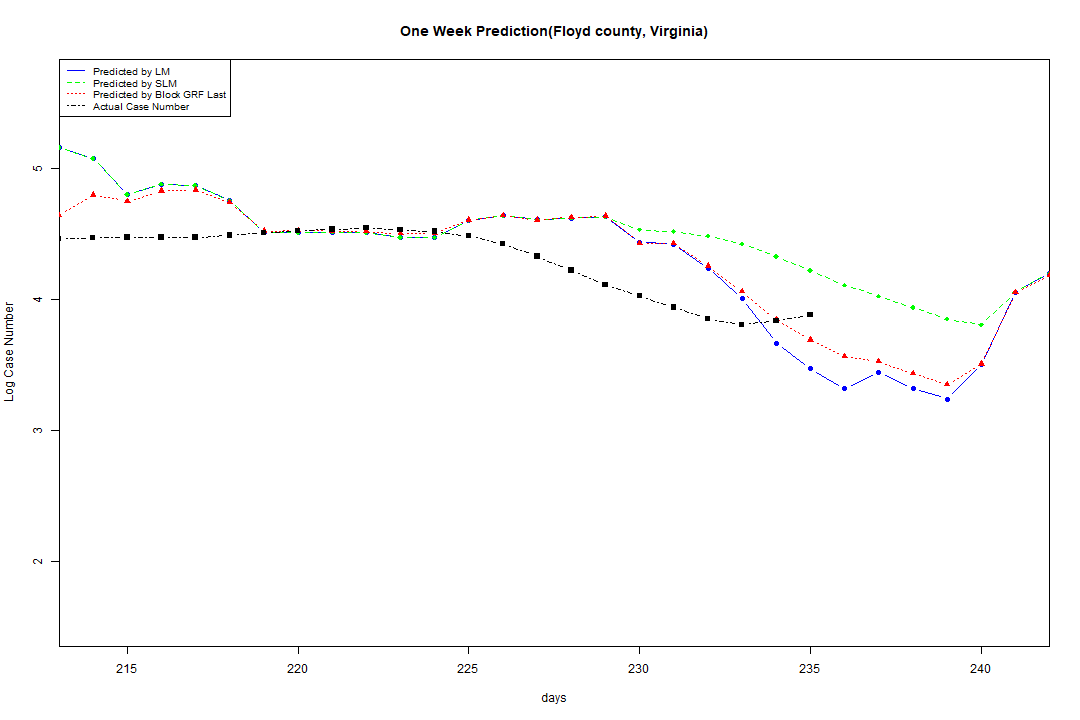 One Week Prediction(Floyd county, Virginia)
Predicted by LM
Predicted by SLM
Predicted by Block GRF Last
Actual Case Number
5
4
3
2
Log Case Number
215 220 225 230 235 240
days